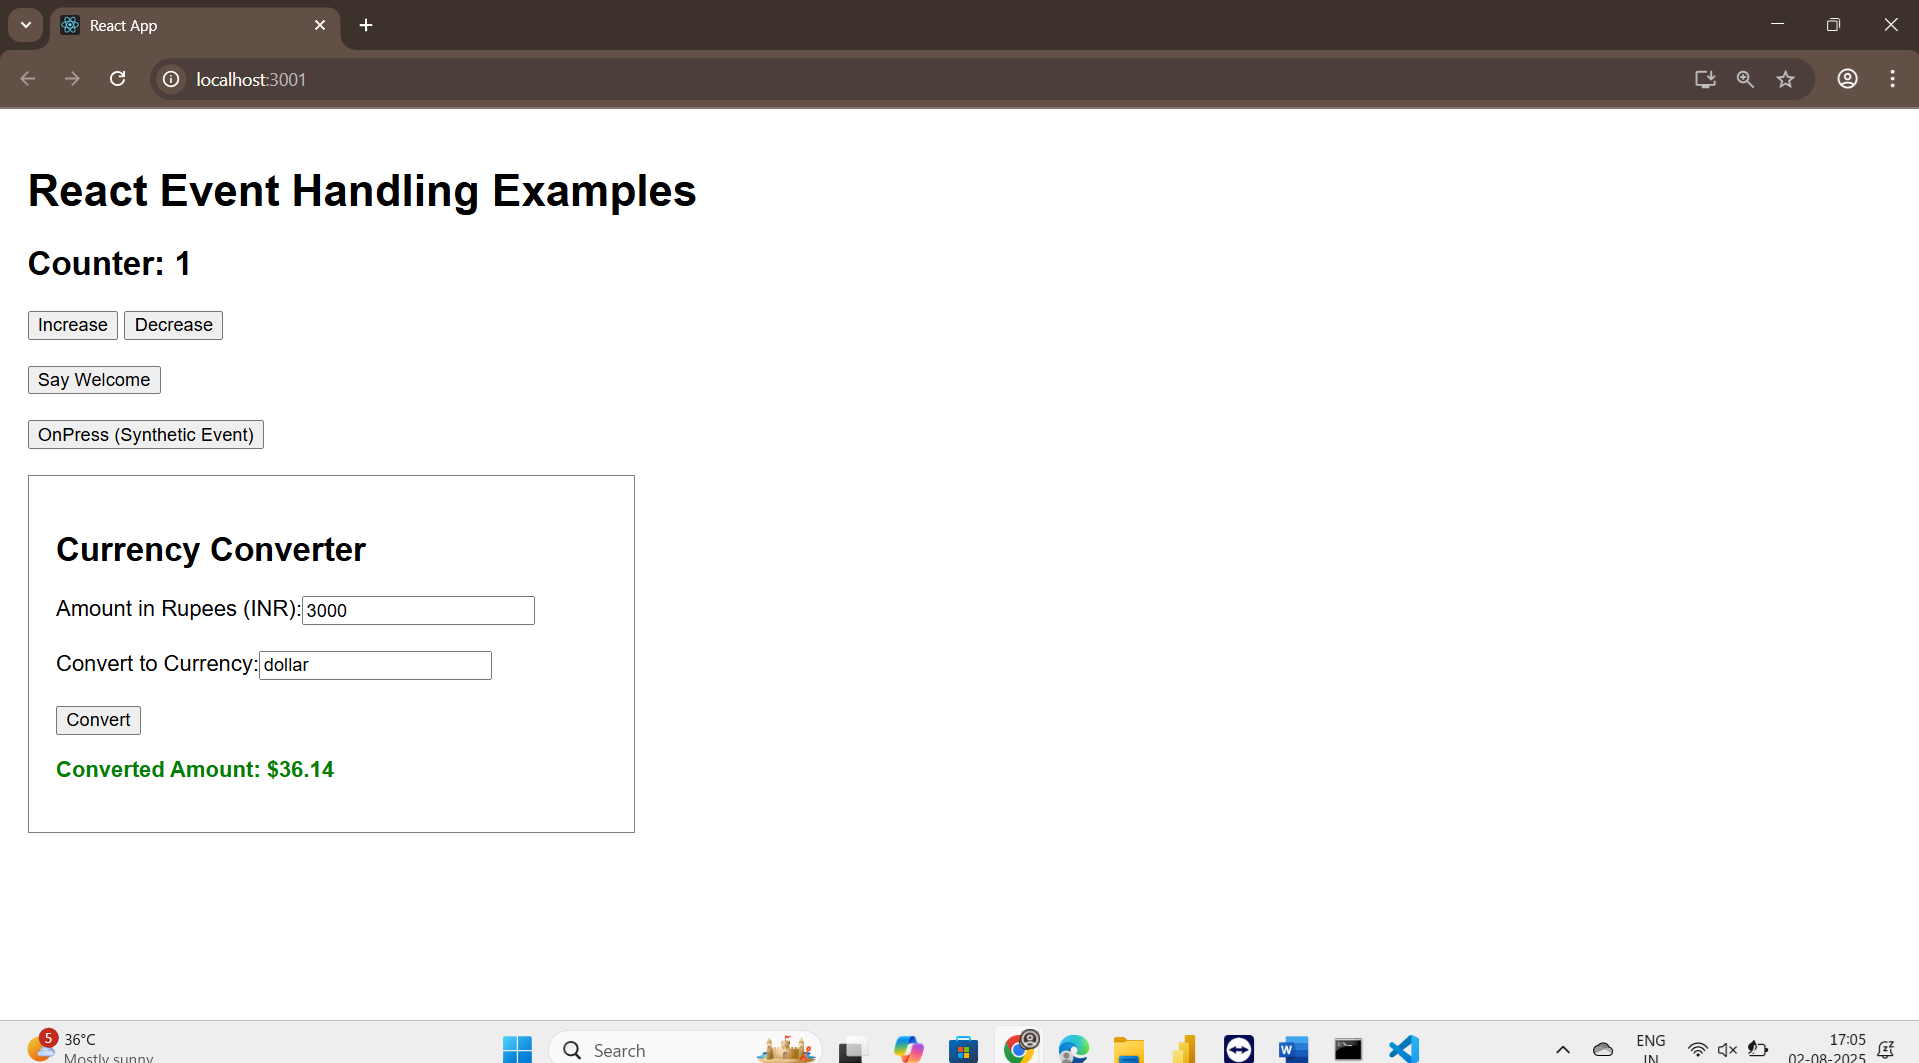 React App
localhost:3001
React Event Handling Examples
Counter: 1
Increase Decrease
Say Welcome
OnPress (Synthetic Event)
Currency Converter
Amount in Rupees (INR): 3000
Convert to Currency: dollar
Convert
Converted Amount: $36.14
5 36°C
Mostly sunny
Search
ENG
IN
17:05
02-08-2025